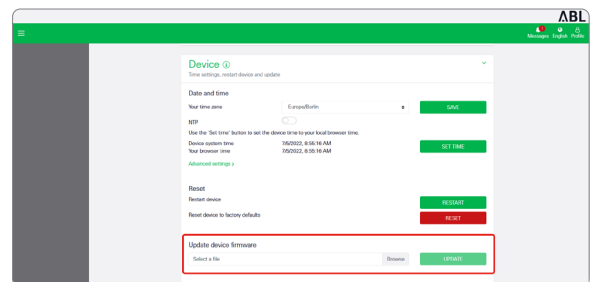 ABL
Messages English Profile
Device
Time settings, restart device and update
Date and time
Your time zone Europe/Berlin SAVE
NTP
Use the 'Set time' button to set the device time to your local browser time.
Device system time 7/5/2022, 8:55:16 AM SET TIME
Your browser time 7/5/2022, 8:55:16 AM
Advanced settings ›
Reset
Restart device RESTART
Reset device to factory defaults RESET
Update device firmware
Select a file Browse UPDATE